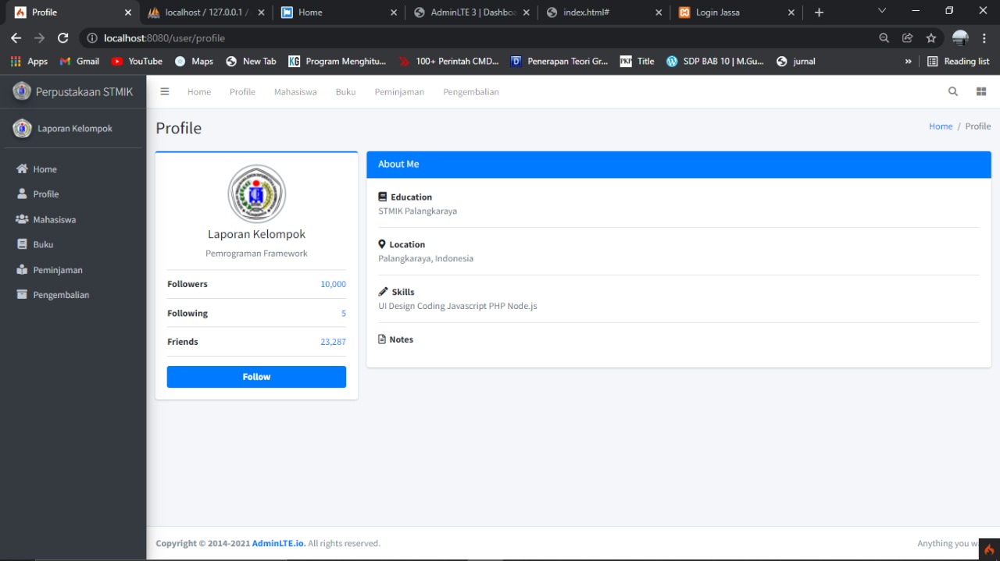 Profile
localhost / 127.0.0.1 /
Home
AdminLTE 3 | Dashboa
index.html#
Login Jassa
localhost:8080/user/profile
Apps
Gmail
YouTube
Maps
New Tab
KG Program Menghitu...
100+ Perintah CMD...
D Penerapan Teori Gr...
PKP Title
SDP BAB 10 | M.Gu...
jurnal
»
Reading list
Perpustakaan STMIK
Home
Profile
Mahasiswa
Buku
Peminjaman
Pengembalian
Laporan Kelompok
Home
Profile
Mahasiswa
Buku
Peminjaman
Pengembalian
Profile
Home / Profile
Laporan Kelompok
Pemrograman Framework
Followers 10,000
Following 5
Friends 23,287
Follow
About Me
Education
STMIK Palangkaraya
Location
Palangkaraya, Indonesia
Skills
UI Design Coding Javascript PHP Node.js
Notes
Copyright © 2014-2021 AdminLTE.io. All rights reserved.
Anything you w